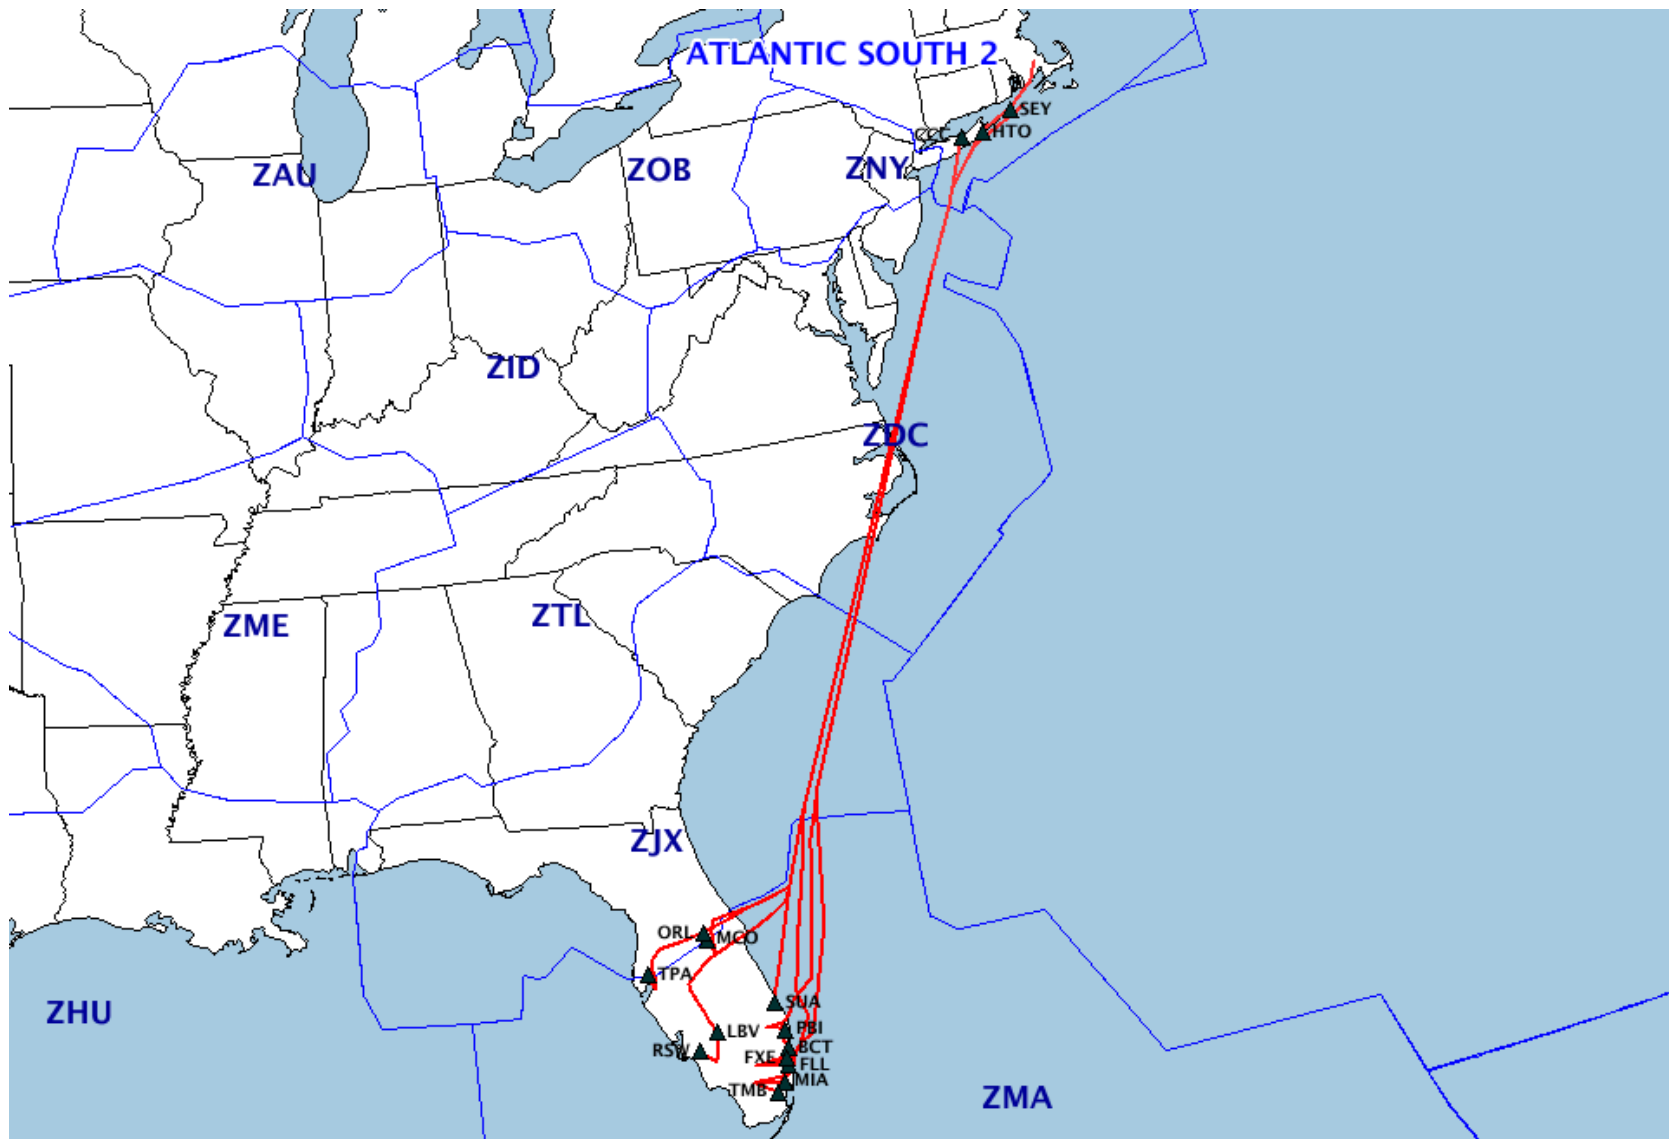 ATLANTIC SOUTH 2
SEY
CCC
HTO
ZAU
ZOB
ZNY
ZID
ZDC
ZME
ZTL
ZJX
ORL
MCO
TPA
SUA
ZHU
LBV
PBI
RSW
BCT
FXE
FLL
MIA
TMB
ZMA